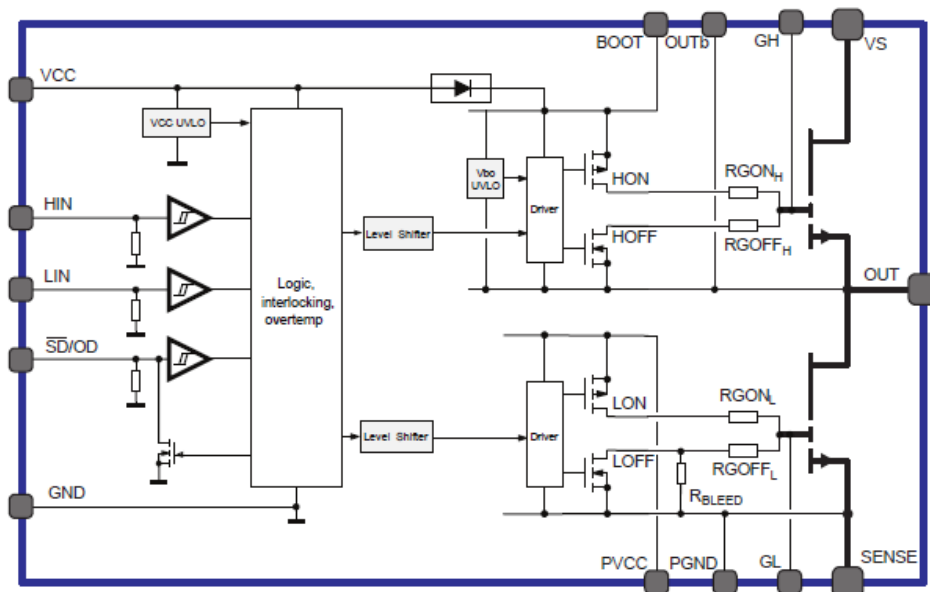 BOOT OUTb GH VS
VCC
VCC UVLO
HIN
LIN
SD/OD
GND
Logic,
interlocking,
overtemp
Level Shifter
Level Shifter
Vbo
UVLO
Driver
HON
HOFF
RGONH
RGOFFH
OUT
Driver
LON
LOFF
RGONL
RGOFFL
RBLEED
PVCC PGND GL SENSE